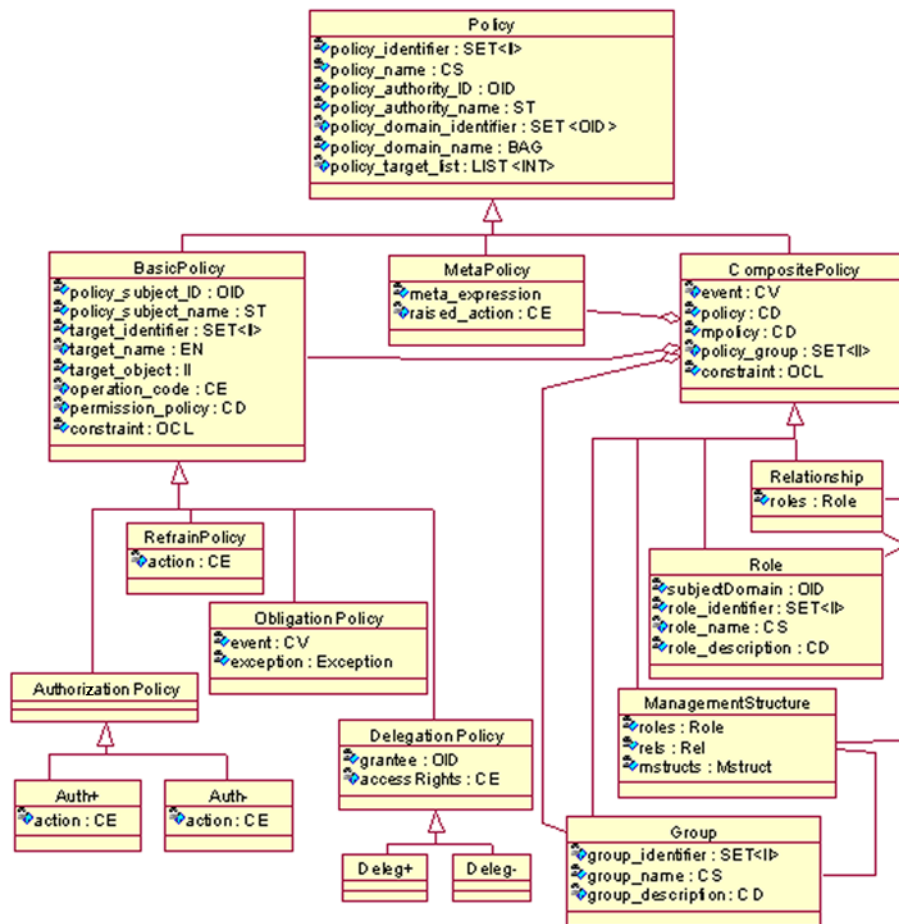 Policy
policy_identifier : SET<II>
policy_name : CS
policy_authority_ID : OID
policy_authority_name : ST
policy_domain_identifier : SET <OID>
policy_domain_name : BAG
policy_target_list : LIST <INT>
BasicPolicy
policy_subject_ID : OID
policy_subject_name : ST
target_identifier : SET<II>
target_name : EN
target_object : II
operation_code : CE
permission_policy : CD
constraint : OCL
MetaPolicy
meta_expression
raised_action : CE
CompositePolicy
event : CV
policy : CD
mpolicy : CD
policy_group : SET<II>
constraint : OCL
Relationship
roles : Role
RefrainPolicy
action : CE
Role
subjectDomain : OID
role_identifier : SET<II>
role_name : CS
role_description : CD
Obligation Policy
event : CV
exception : Exception
Authorization Policy
ManagementStructure
roles : Role
rels : Rel
mstructs : Mstruct
Delegation Policy
grantee : OID
accessRights : CE
Auth+
action : CE
Auth-
action : CE
Group
group_identifier : SET<II>
group_name : CS
group_description : CD
Deleg+
Deleg-